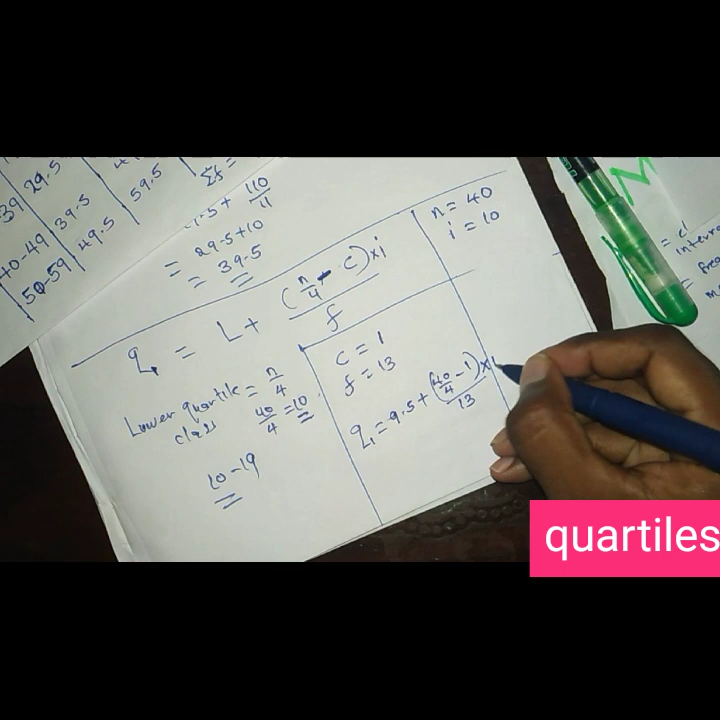 39 29.5
40-49 39.5
50-59 49.5 59.5
Σf =
+ 110/11
= 29.5+10
= 39.5
q₁ = L + (n/4 - c)×i / f
n = 40
i = 10
Lower quartile class = n/4
40/4 = 10
10-19
c = 1
f = 13
q₁ = 9.5 + (40/4 - 1)× / 13
M
=
quartiles